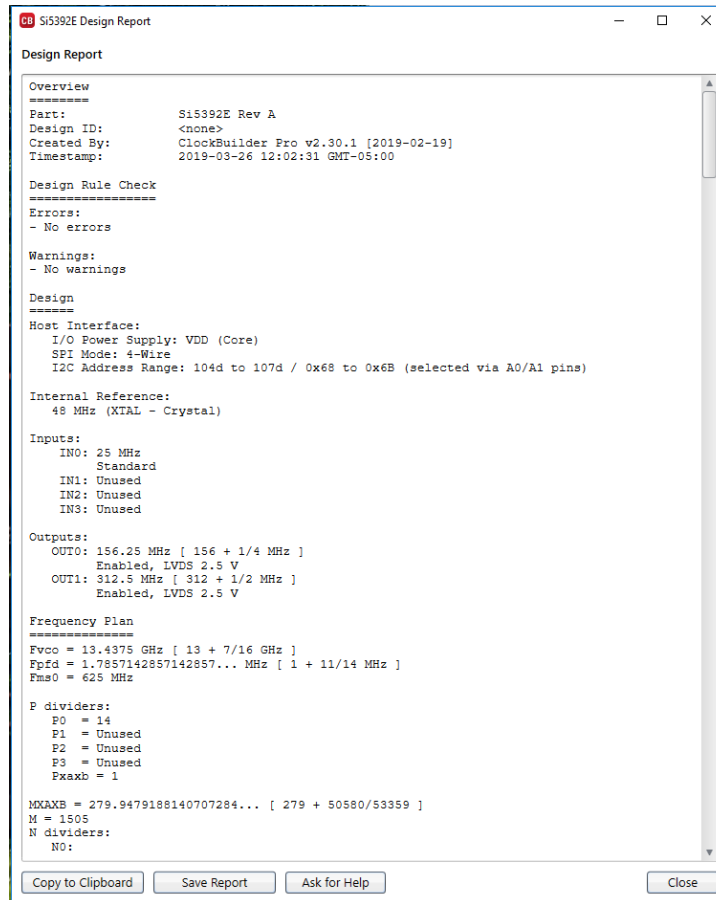 CB Si5392E Design Report
Design Report
Overview
========
Part: Si5392E Rev A
Design ID: <none>
Created By: ClockBuilder Pro v2.30.1 [2019-02-19]
Timestamp: 2019-03-26 12:02:31 GMT-05:00
Design Rule Check
=================
Errors:
- No errors
Warnings:
- No warnings
Design
======
Host Interface:
I/O Power Supply: VDD (Core)
SPI Mode: 4-Wire
I2C Address Range: 104d to 107d / 0x68 to 0x6B (selected via A0/A1 pins)
Internal Reference:
48 MHz (XTAL - Crystal)
Inputs:
IN0: 25 MHz
Standard
IN1: Unused
IN2: Unused
IN3: Unused
Outputs:
OUT0: 156.25 MHz [ 156 + 1/4 MHz ]
Enabled, LVDS 2.5 V
OUT1: 312.5 MHz [ 312 + 1/2 MHz ]
Enabled, LVDS 2.5 V
Frequency Plan
==============
Fvco = 13.4375 GHz [ 13 + 7/16 GHz ]
Fpfd = 1.7857142857142857... MHz [ 1 + 11/14 MHz ]
Fms0 = 625 MHz
P dividers:
P0 = 14
P1 = Unused
P2 = Unused
P3 = Unused
Pxaxb = 1
MXAXB = 279.9479188140707284... [ 279 + 50580/53359 ]
M = 1505
N dividers:
N0:
Copy to Clipboard Save Report Ask for Help Close